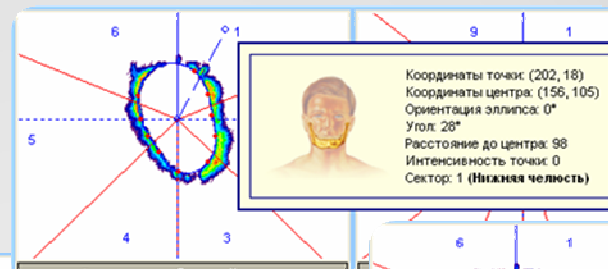 6
1
9
1
5
4
3
Координаты точки: (202, 18)
Координаты центра: (156, 105)
Ориентация эллипса: 0°
Угол: 28°
Расстояние до центра: 98
Интенсивность точки: 0
Сектор: 1 (Нижняя челюсть)
6
1